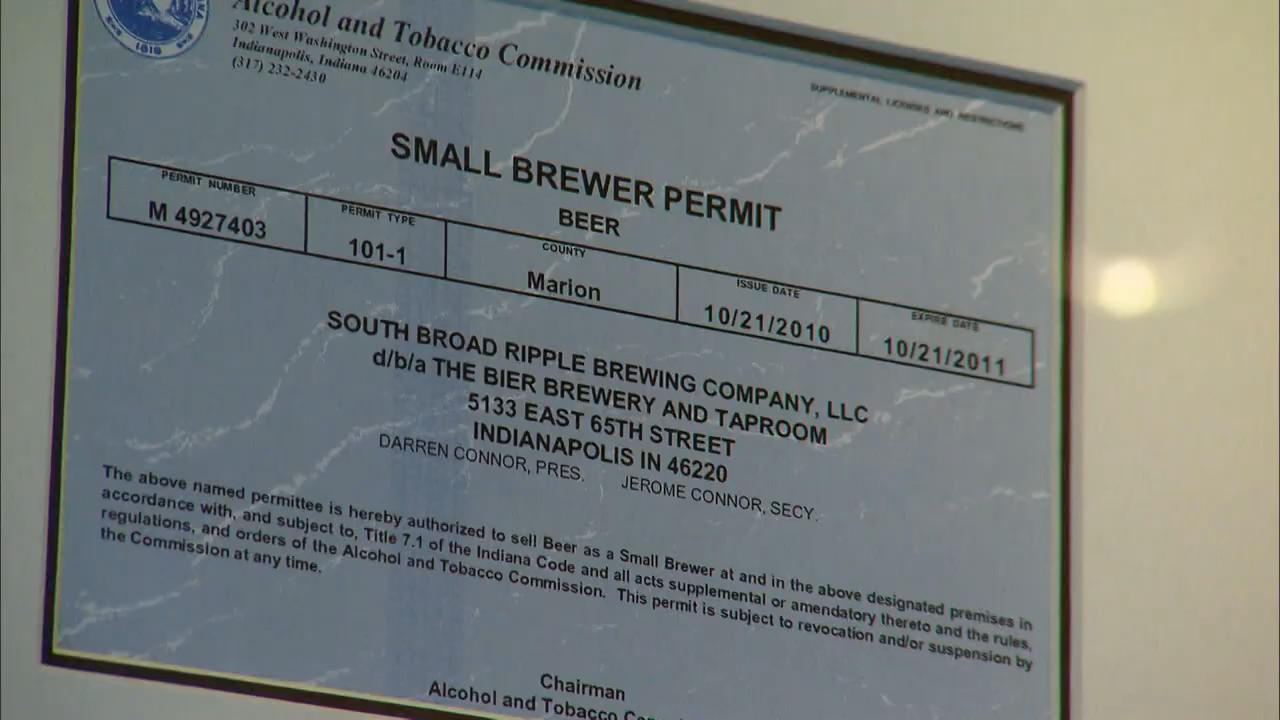 1816
Alcohol and Tobacco Commission
302 West Washington Street, Room E114
Indianapolis, Indiana 46204
(317) 232-2430
SUPPLEMENTAL LICENSES AND RESTRICTIONS
SMALL BREWER PERMIT
BEER
PERMIT NUMBER
M 4927403
PERMIT TYPE
101-1
COUNTY
Marion
ISSUE DATE
10/21/2010
EXPIRE DATE
10/21/2011
SOUTH BROAD RIPPLE BREWING COMPANY, LLC
d/b/a THE BIER BREWERY AND TAPROOM
5133 EAST 65TH STREET
INDIANAPOLIS IN 46220
DARREN CONNOR, PRES. JEROME CONNOR, SECY.
The above named permittee is hereby authorized to sell Beer as a Small Brewer at and in the above designated premises in
accordance with, and subject to, Title 7.1 of the Indiana Code and all acts supplemental or amendatory thereto and the rules,
regulations, and orders of the Alcohol and Tobacco Commission. This permit is subject to revocation and/or suspension by
the Commission at any time.
Chairman
Alcohol and Tobacco